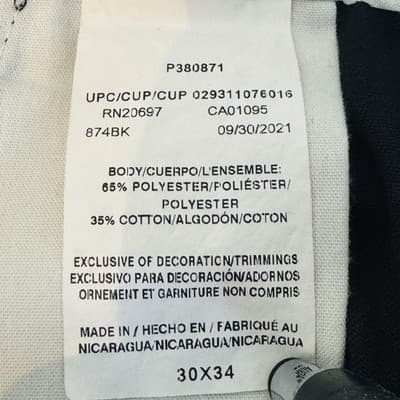 P380871
UPC/CUP/CUP 029311076016
RN20697 CA01095
874BK 09/30/2021
BODY/CUERPO/L'ENSEMBLE:
65% POLYESTER/POLIÉSTER/
POLYESTER
35% COTTON/ALGODÓN/COTON
EXCLUSIVE OF DECORATION/TRIMMINGS
EXCLUSIVO PARA DECORACIÓN/ADORNOS
ORNEMENT ET GARNITURE NON COMPRIS
MADE IN / HECHO EN / FABRIQUÉ AU
NICARAGUA/NICARAGUA/NICARAGUA
30X34